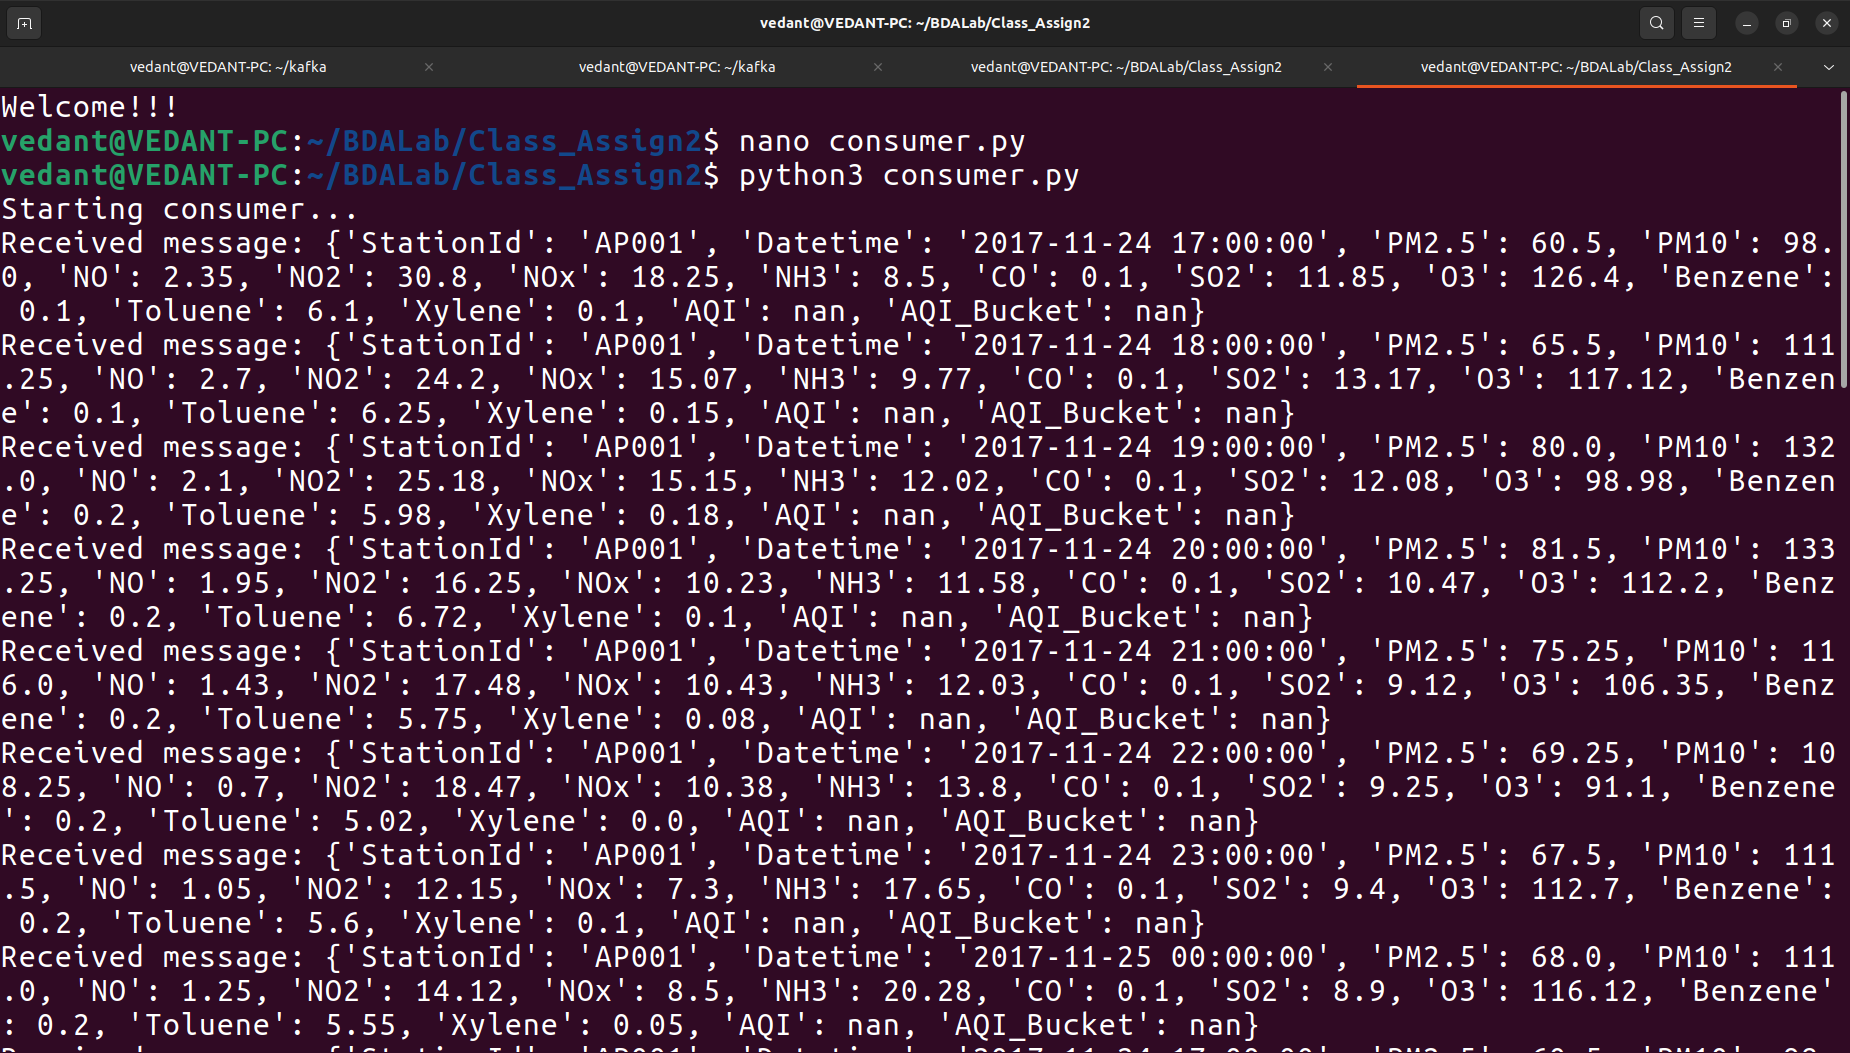 vedant@VEDANT-PC: ~/BDALab/Class_Assign2
vedant@VEDANT-PC: ~/kafka
vedant@VEDANT-PC: ~/kafka
vedant@VEDANT-PC: ~/BDALab/Class_Assign2
vedant@VEDANT-PC: ~/BDALab/Class_Assign2
Welcome!!!
vedant@VEDANT-PC:~/BDALab/Class_Assign2$ nano consumer.py
vedant@VEDANT-PC:~/BDALab/Class_Assign2$ python3 consumer.py
Starting consumer...
Received message: {'StationId': 'AP001', 'Datetime': '2017-11-24 17:00:00', 'PM2.5': 60.5, 'PM10': 98.
0, 'NO': 2.35, 'NO2': 30.8, 'NOx': 18.25, 'NH3': 8.5, 'CO': 0.1, 'SO2': 11.85, 'O3': 126.4, 'Benzene':
 0.1, 'Toluene': 6.1, 'Xylene': 0.1, 'AQI': nan, 'AQI_Bucket': nan}
Received message: {'StationId': 'AP001', 'Datetime': '2017-11-24 18:00:00', 'PM2.5': 65.5, 'PM10': 111
.25, 'NO': 2.7, 'NO2': 24.2, 'NOx': 15.07, 'NH3': 9.77, 'CO': 0.1, 'SO2': 13.17, 'O3': 117.12, 'Benzen
e': 0.1, 'Toluene': 6.25, 'Xylene': 0.15, 'AQI': nan, 'AQI_Bucket': nan}
Received message: {'StationId': 'AP001', 'Datetime': '2017-11-24 19:00:00', 'PM2.5': 80.0, 'PM10': 132
.0, 'NO': 2.1, 'NO2': 25.18, 'NOx': 15.15, 'NH3': 12.02, 'CO': 0.1, 'SO2': 12.08, 'O3': 98.98, 'Benzen
e': 0.2, 'Toluene': 5.98, 'Xylene': 0.18, 'AQI': nan, 'AQI_Bucket': nan}
Received message: {'StationId': 'AP001', 'Datetime': '2017-11-24 20:00:00', 'PM2.5': 81.5, 'PM10': 133
.25, 'NO': 1.95, 'NO2': 16.25, 'NOx': 10.23, 'NH3': 11.58, 'CO': 0.1, 'SO2': 10.47, 'O3': 112.2, 'Benz
ene': 0.2, 'Toluene': 6.72, 'Xylene': 0.1, 'AQI': nan, 'AQI_Bucket': nan}
Received message: {'StationId': 'AP001', 'Datetime': '2017-11-24 21:00:00', 'PM2.5': 75.25, 'PM10': 11
6.0, 'NO': 1.43, 'NO2': 17.48, 'NOx': 10.43, 'NH3': 12.03, 'CO': 0.1, 'SO2': 9.12, 'O3': 106.35, 'Benz
ene': 0.2, 'Toluene': 5.75, 'Xylene': 0.08, 'AQI': nan, 'AQI_Bucket': nan}
Received message: {'StationId': 'AP001', 'Datetime': '2017-11-24 22:00:00', 'PM2.5': 69.25, 'PM10': 10
8.25, 'NO': 0.7, 'NO2': 18.47, 'NOx': 10.38, 'NH3': 13.8, 'CO': 0.1, 'SO2': 9.25, 'O3': 91.1, 'Benzene
': 0.2, 'Toluene': 5.02, 'Xylene': 0.0, 'AQI': nan, 'AQI_Bucket': nan}
Received message: {'StationId': 'AP001', 'Datetime': '2017-11-24 23:00:00', 'PM2.5': 67.5, 'PM10': 111
.5, 'NO': 1.05, 'NO2': 12.15, 'NOx': 7.3, 'NH3': 17.65, 'CO': 0.1, 'SO2': 9.4, 'O3': 112.7, 'Benzene':
 0.2, 'Toluene': 5.6, 'Xylene': 0.1, 'AQI': nan, 'AQI_Bucket': nan}
Received message: {'StationId': 'AP001', 'Datetime': '2017-11-25 00:00:00', 'PM2.5': 68.0, 'PM10': 111
.0, 'NO': 1.25, 'NO2': 14.12, 'NOx': 8.5, 'NH3': 20.28, 'CO': 0.1, 'SO2': 8.9, 'O3': 116.12, 'Benzene'
: 0.2, 'Toluene': 5.55, 'Xylene': 0.05, 'AQI': nan, 'AQI_Bucket': nan}